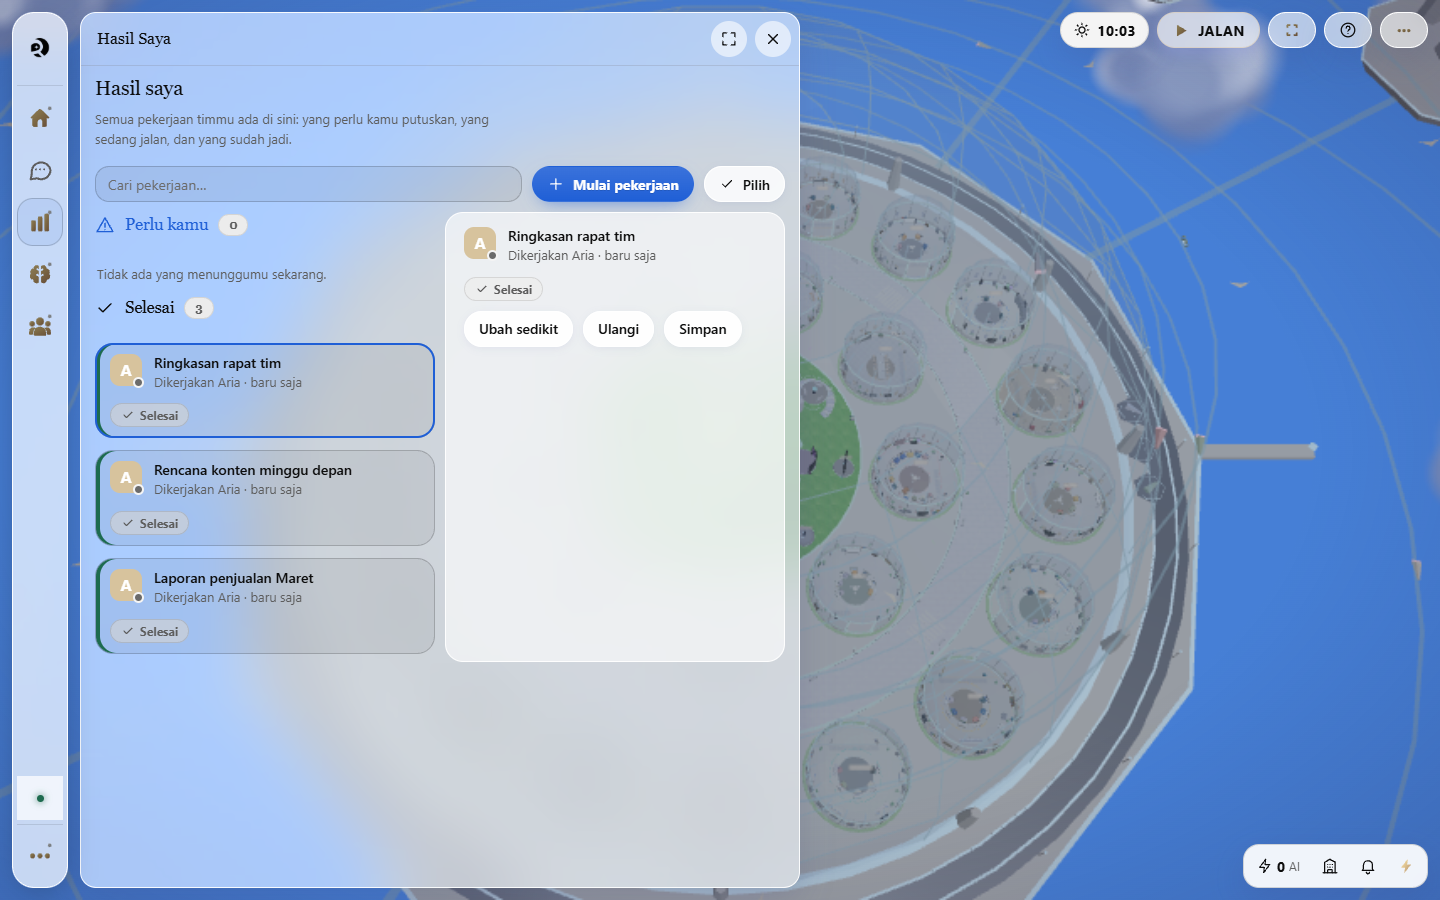 Hasil Saya
10:03
JALAN
Hasil saya
Semua pekerjaan timmu ada di sini: yang perlu kamu putuskan, yang
sedang jalan, dan yang sudah jadi.
Cari pekerjaan...
Mulai pekerjaan
Pilih
Perlu kamu 0
Tidak ada yang menunggumu sekarang.
Selesai 3
A
Ringkasan rapat tim
Dikerjakan Aria · baru saja
Selesai
A
Rencana konten minggu depan
Dikerjakan Aria · baru saja
Selesai
A
Laporan penjualan Maret
Dikerjakan Aria · baru saja
Selesai
A
Ringkasan rapat tim
Dikerjakan Aria · baru saja
Selesai
Ubah sedikit
Ulangi
Simpan
0 AI